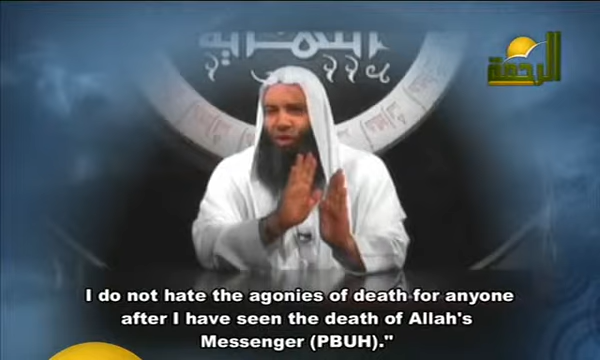 الرحمة
I do not hate the agonies of death for anyone
after I have seen the death of Allah's
Messenger (PBUH)."